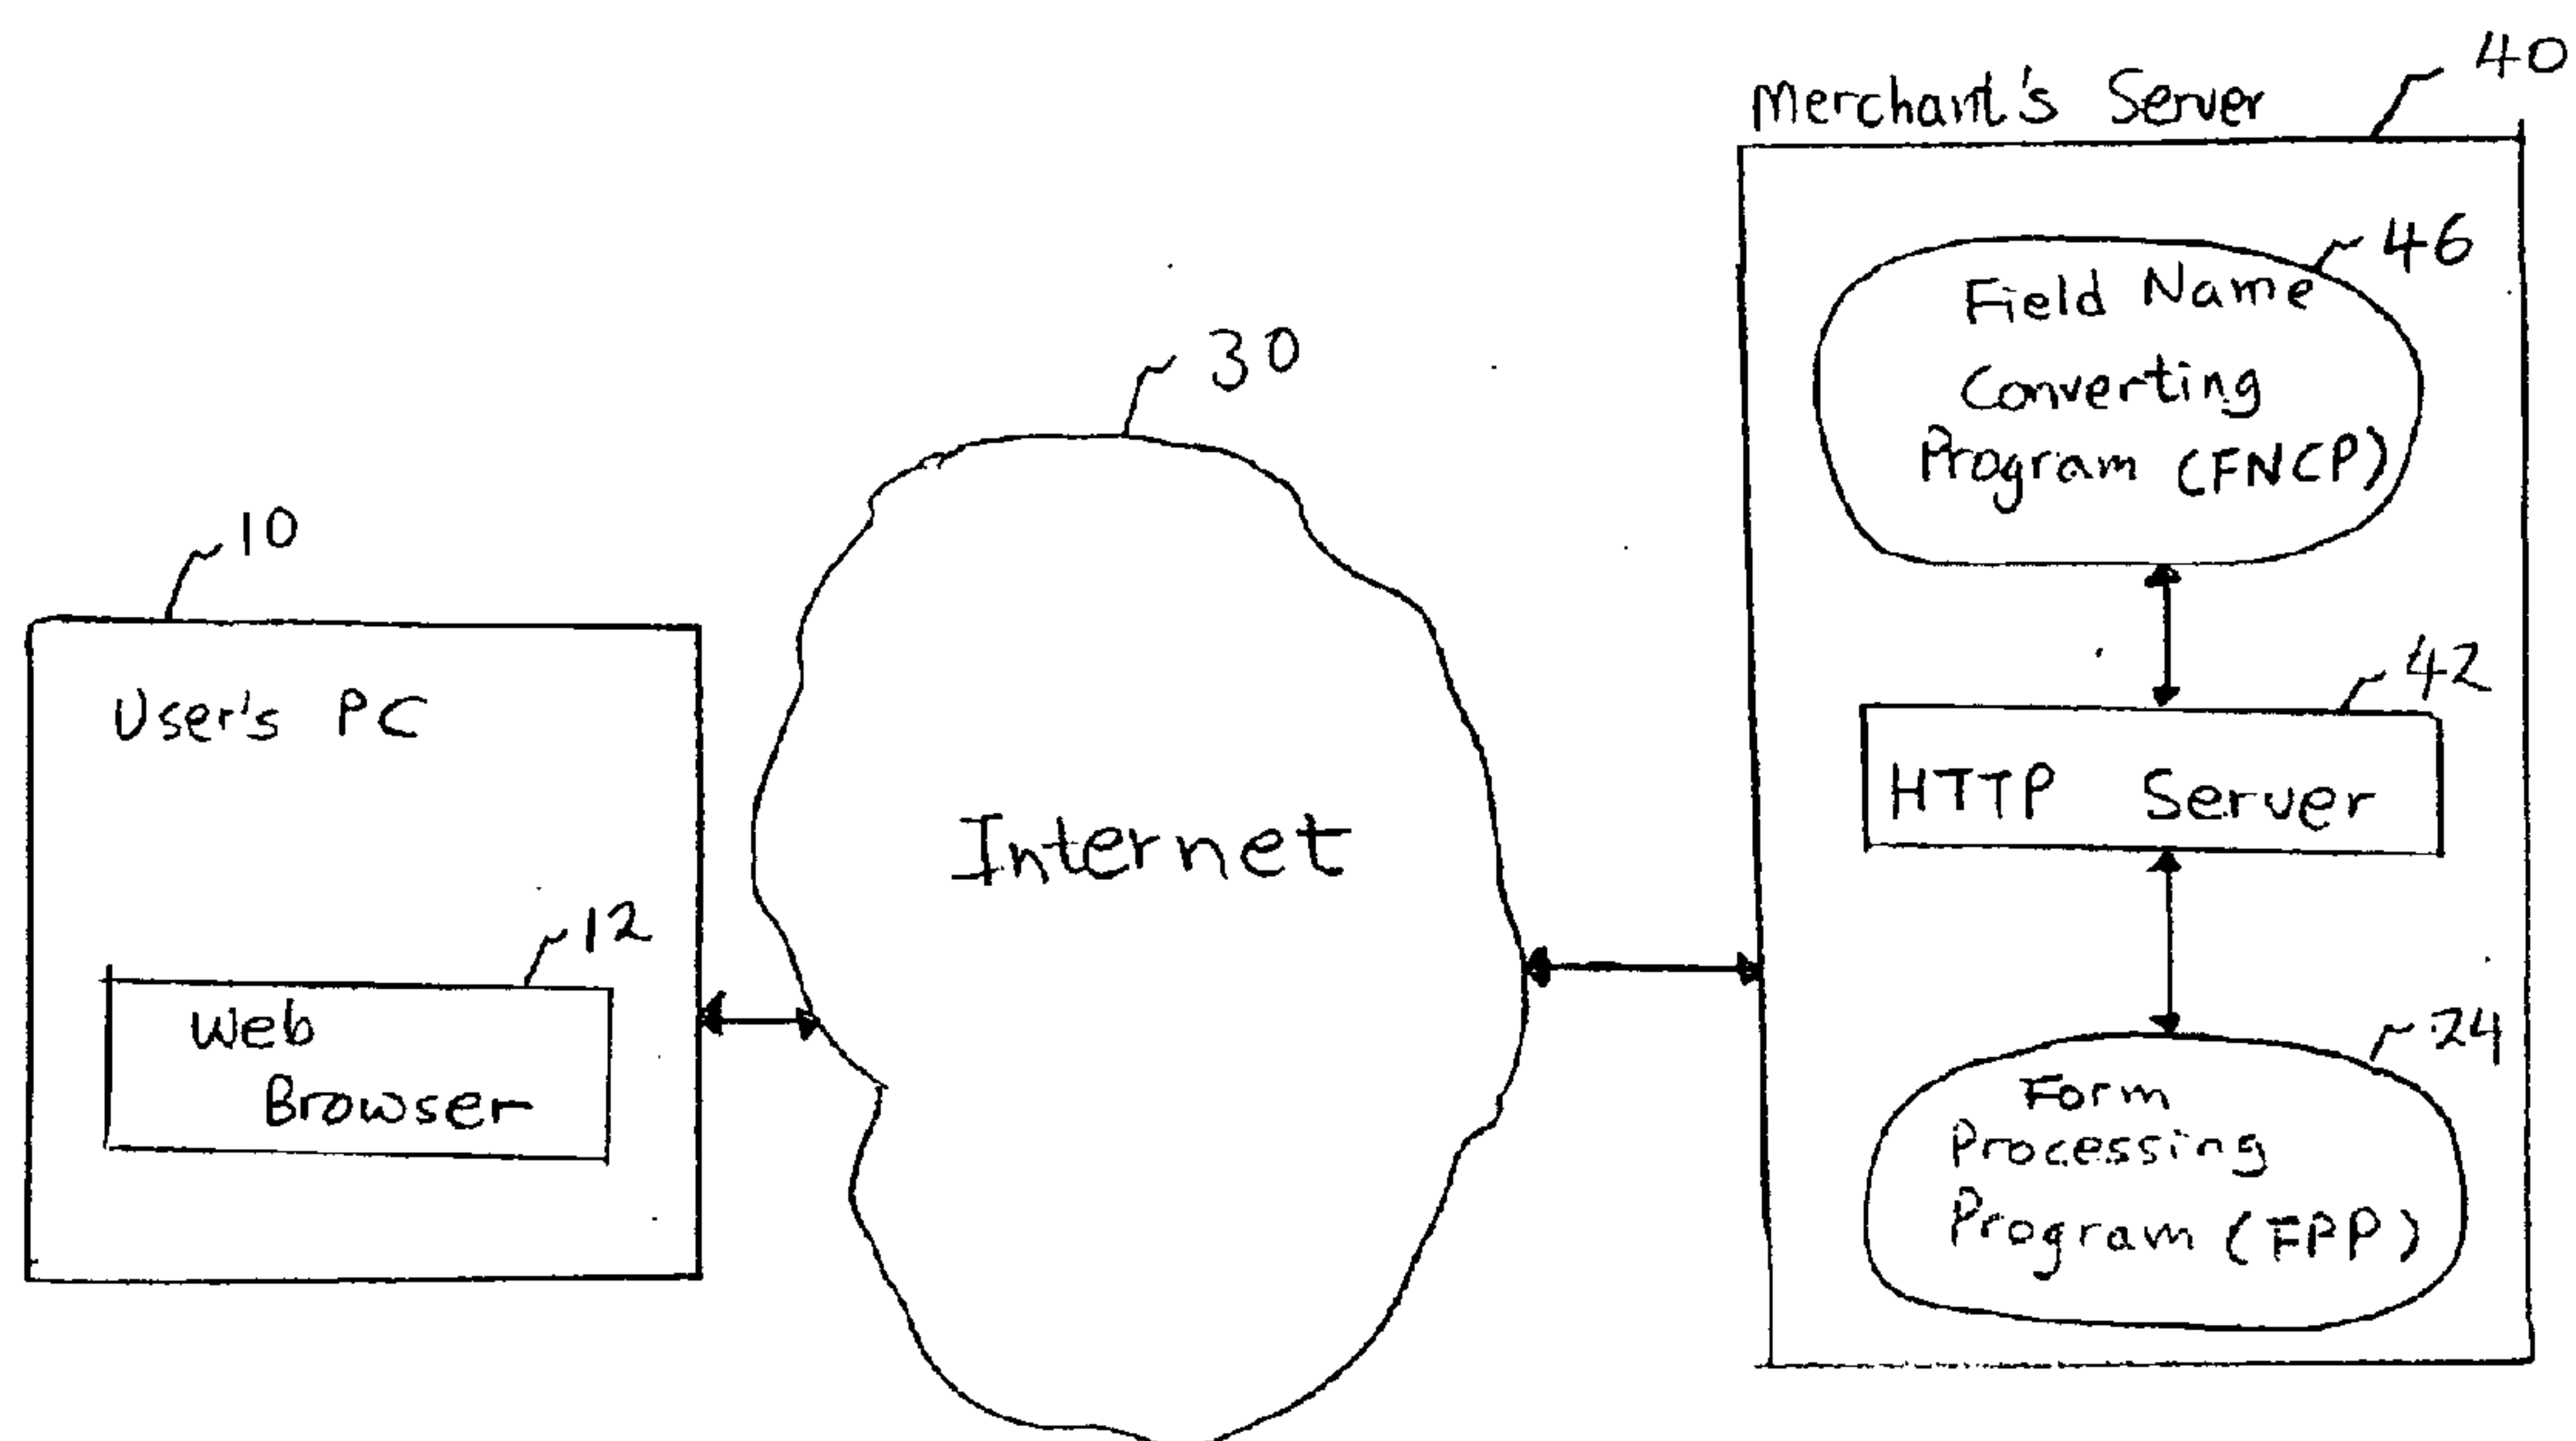 40
Merchant's Server
46
Field Name
Converting
Program (FNCP)
30
10
User's PC
42
HTTP Server
Internet
12
Web
Browser
24
Form
Processing
Program (FPP)